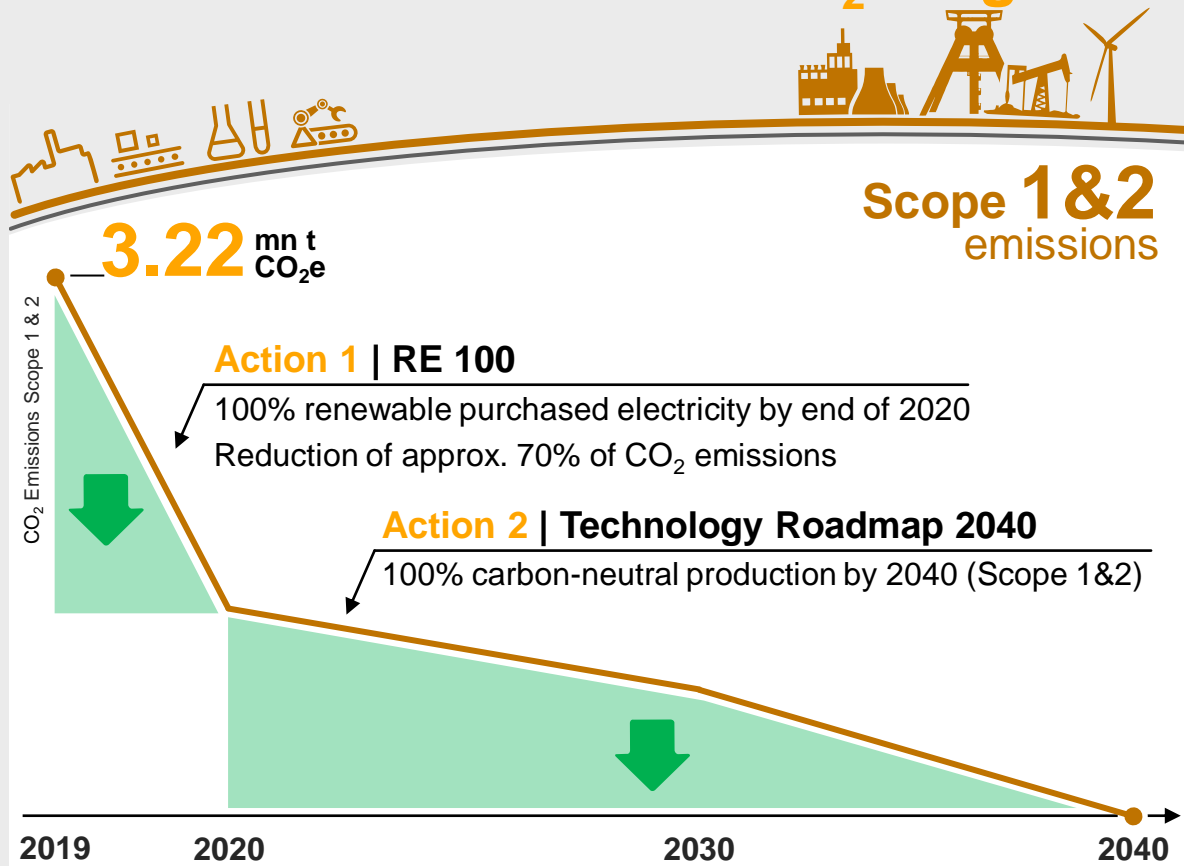 Scope 1&2
emissions
3.22 mn t
CO₂e
CO₂ Emissions Scope 1 & 2
Action 1 | RE 100
100% renewable purchased electricity by end of 2020
Reduction of approx. 70% of CO₂ emissions
Action 2 | Technology Roadmap 2040
100% carbon-neutral production by 2040 (Scope 1&2)
2019 2020 2030 2040